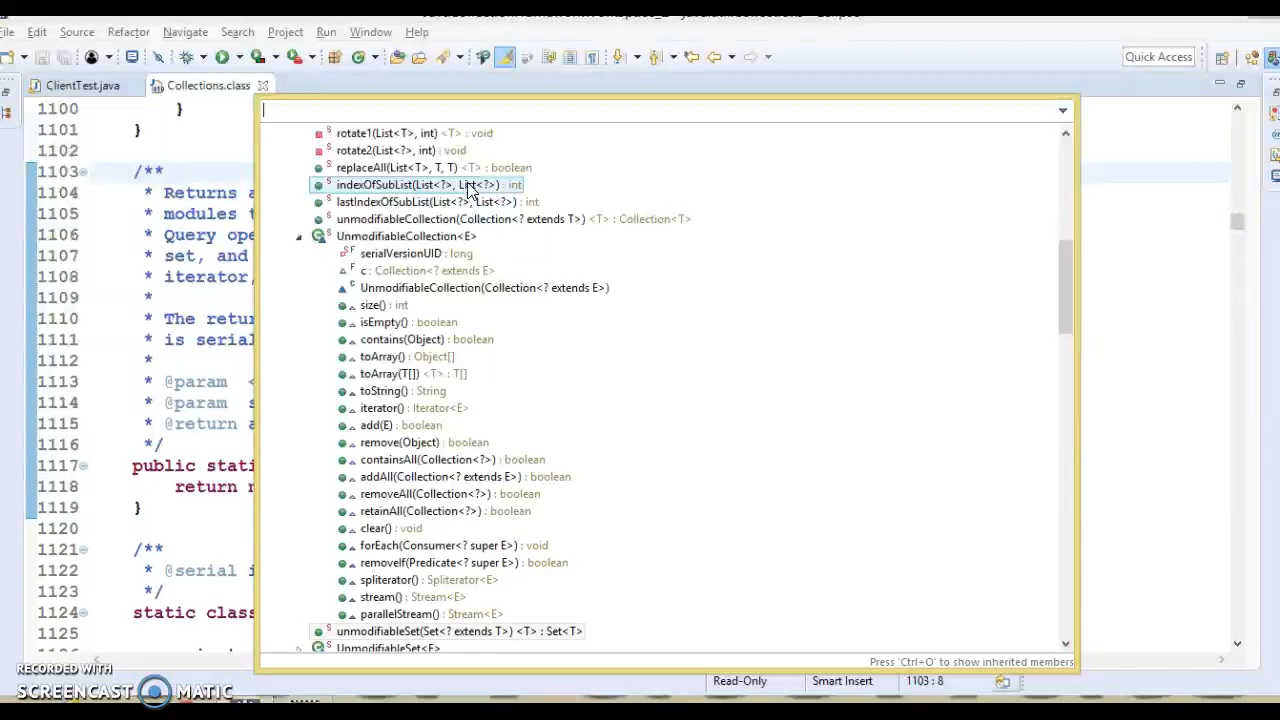 File Edit Source Refactor Navigate Search Project Run Window Help
Quick Access
ClientTest.java Collections.class
1100 }
1101 }
1102
1103 /**
1104 * Returns a
1105 * modules t
1106 * Query ope
1107 * set, and
1108 * iterator,
1109 *
1110 * The retur
1111 * is serial
1112 *
1113 * @param <
1114 * @param s
1115 * @return a
1116 */
1117 public stati
1118 return n
1119 }
1120
1121 /**
1122 * @serial i
1123 */
1124 static class
1125
rotate1(List<T>, int) <T> : void
rotate2(List<?>, int) : void
replaceAll(List<T>, T, T) <T> : boolean
indexOfSubList(List<?>, List<?>) : int
lastIndexOfSubList(List<?>, List<?>) : int
unmodifiableCollection(Collection<? extends T>) <T> : Collection<T>
UnmodifiableCollection<E>
serialVersionUID : long
c : Collection<? extends E>
UnmodifiableCollection(Collection<? extends E>)
size() : int
isEmpty() : boolean
contains(Object) : boolean
toArray() : Object[]
toArray(T[]) <T> : T[]
toString() : String
iterator() : Iterator<E>
add(E) : boolean
remove(Object) : boolean
containsAll(Collection<?>) : boolean
addAll(Collection<? extends E>) : boolean
removeAll(Collection<?>) : boolean
retainAll(Collection<?>) : boolean
clear() : void
forEach(Consumer<? super E>) : void
removeIf(Predicate<? super E>) : boolean
spliterator() : Spliterator<E>
stream() : Stream<E>
parallelStream() : Stream<E>
unmodifiableSet(Set<? extends T>) <T> : Set<T>
UnmodifiableSet<E>
Press 'Ctrl+O' to show inherited members
Read-Only Smart Insert 1103 : 8
RECORDED WITH
SCREENCAST MATIC